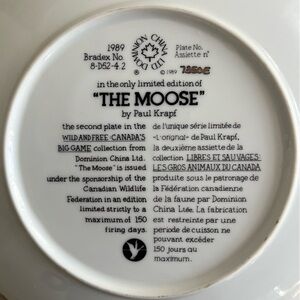 DOMINION CHINA LTD
1989
Bradex No.
8-D52-4.2
® © 1989
Plate No.
Assiette n°
in the only limited edition of
"THE MOOSE"
by Paul Krapf
the second plate in the
WILD AND FREE: CANADA'S
BIG GAME collection from
Dominion China Ltd.
"The Moose" is issued
under the sponsorship of the
Canadian Wildlife
Federation in an edition
limited strictly to a
maximum of 150
firing days.
de l'unique série limitée de
«L'orignal» de Paul Krapf,
la deuxième assiette de la
collection LIBRES ET SAUVAGES:
LES GROS ANIMAUX DU CANADA
produite sous le patronage de
la Fédération canadienne
de la faune par Dominion
China Ltée. La fabrication
est restreinte par une
période de cuisson ne
pouvant excéder
150 jours au
maximum.